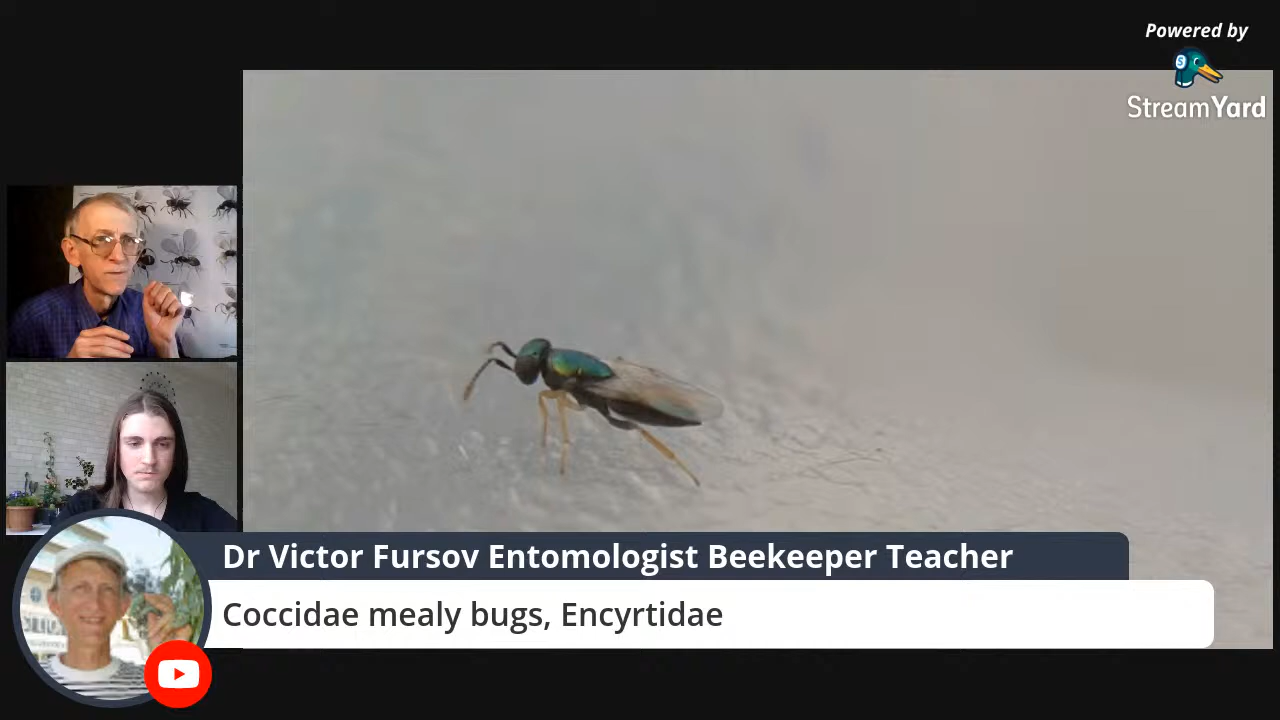 Powered by
StreamYard
Dr Victor Fursov Entomologist Beekeeper Teacher
Coccidae mealy bugs, Encyrtidae